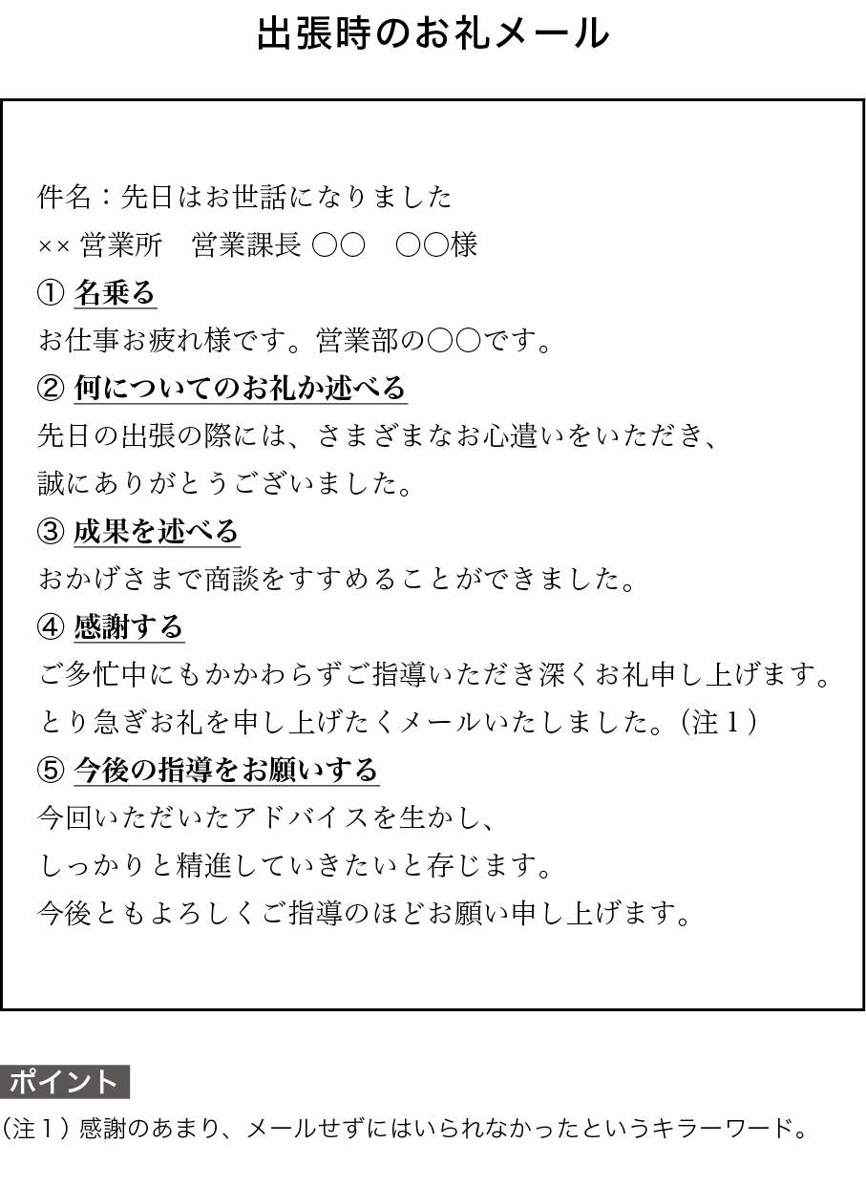 出張時のお礼メール
件名：先日はお世話になりました
××営業所　営業課長 〇〇　〇〇様
① 名乗る
お仕事お疲れ様です。営業部の〇〇です。
② 何についてのお礼か述べる
先日の出張の際には、さまざまなお心遣いをいただき、
誠にありがとうございました。
③ 成果を述べる
おかげさまで商談をすすめることができました。
④ 感謝する
ご多忙中にもかかわらずご指導いただき深くお礼申し上げます。
とり急ぎお礼を申し上げたくメールいたしました。（注１）
⑤ 今後の指導をお願いする
今回いただいたアドバイスを生かし、
しっかりと精進していきたいと存じます。
今後ともよろしくご指導のほどお願い申し上げます。
ポイント
（注１）感謝のあまり、メールせずにはいられなかったというキラーワード。